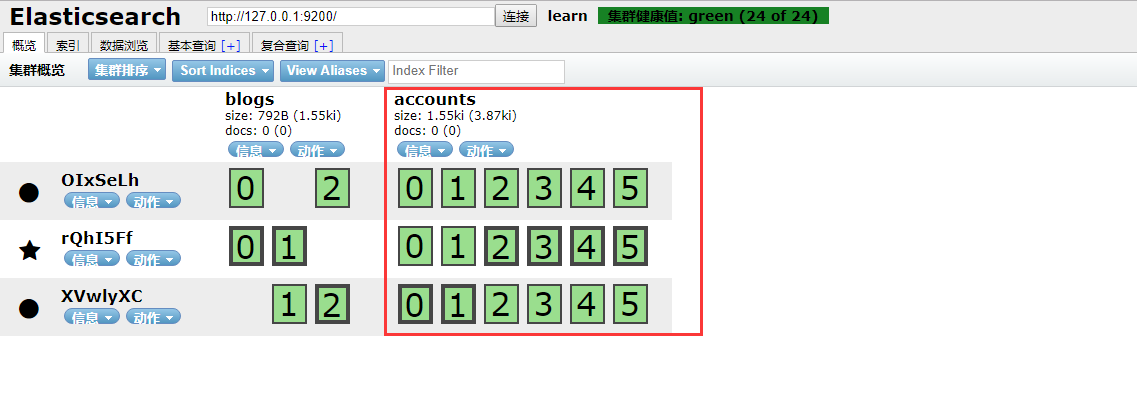 Elasticsearch http://127.0.0.1:9200/ 连接 learn 集群健康值: green (24 of 24)
概览 索引 数据浏览 基本查询 [+] 复合查询 [+]
集群概览 集群排序 Sort Indices View Aliases Index Filter
blogs accounts
size: 792B (1.55ki) size: 1.55ki (3.87ki)
docs: 0 (0) docs: 0 (0)
信息 动作 信息 动作
OIxSeLh 0 2 0 1 2 3 4 5
信息 动作
rQhI5Ff 0 1 0 1 2 3 4 5
信息 动作
XVwlyXC 1 2 0 1 2 3 4 5
信息 动作